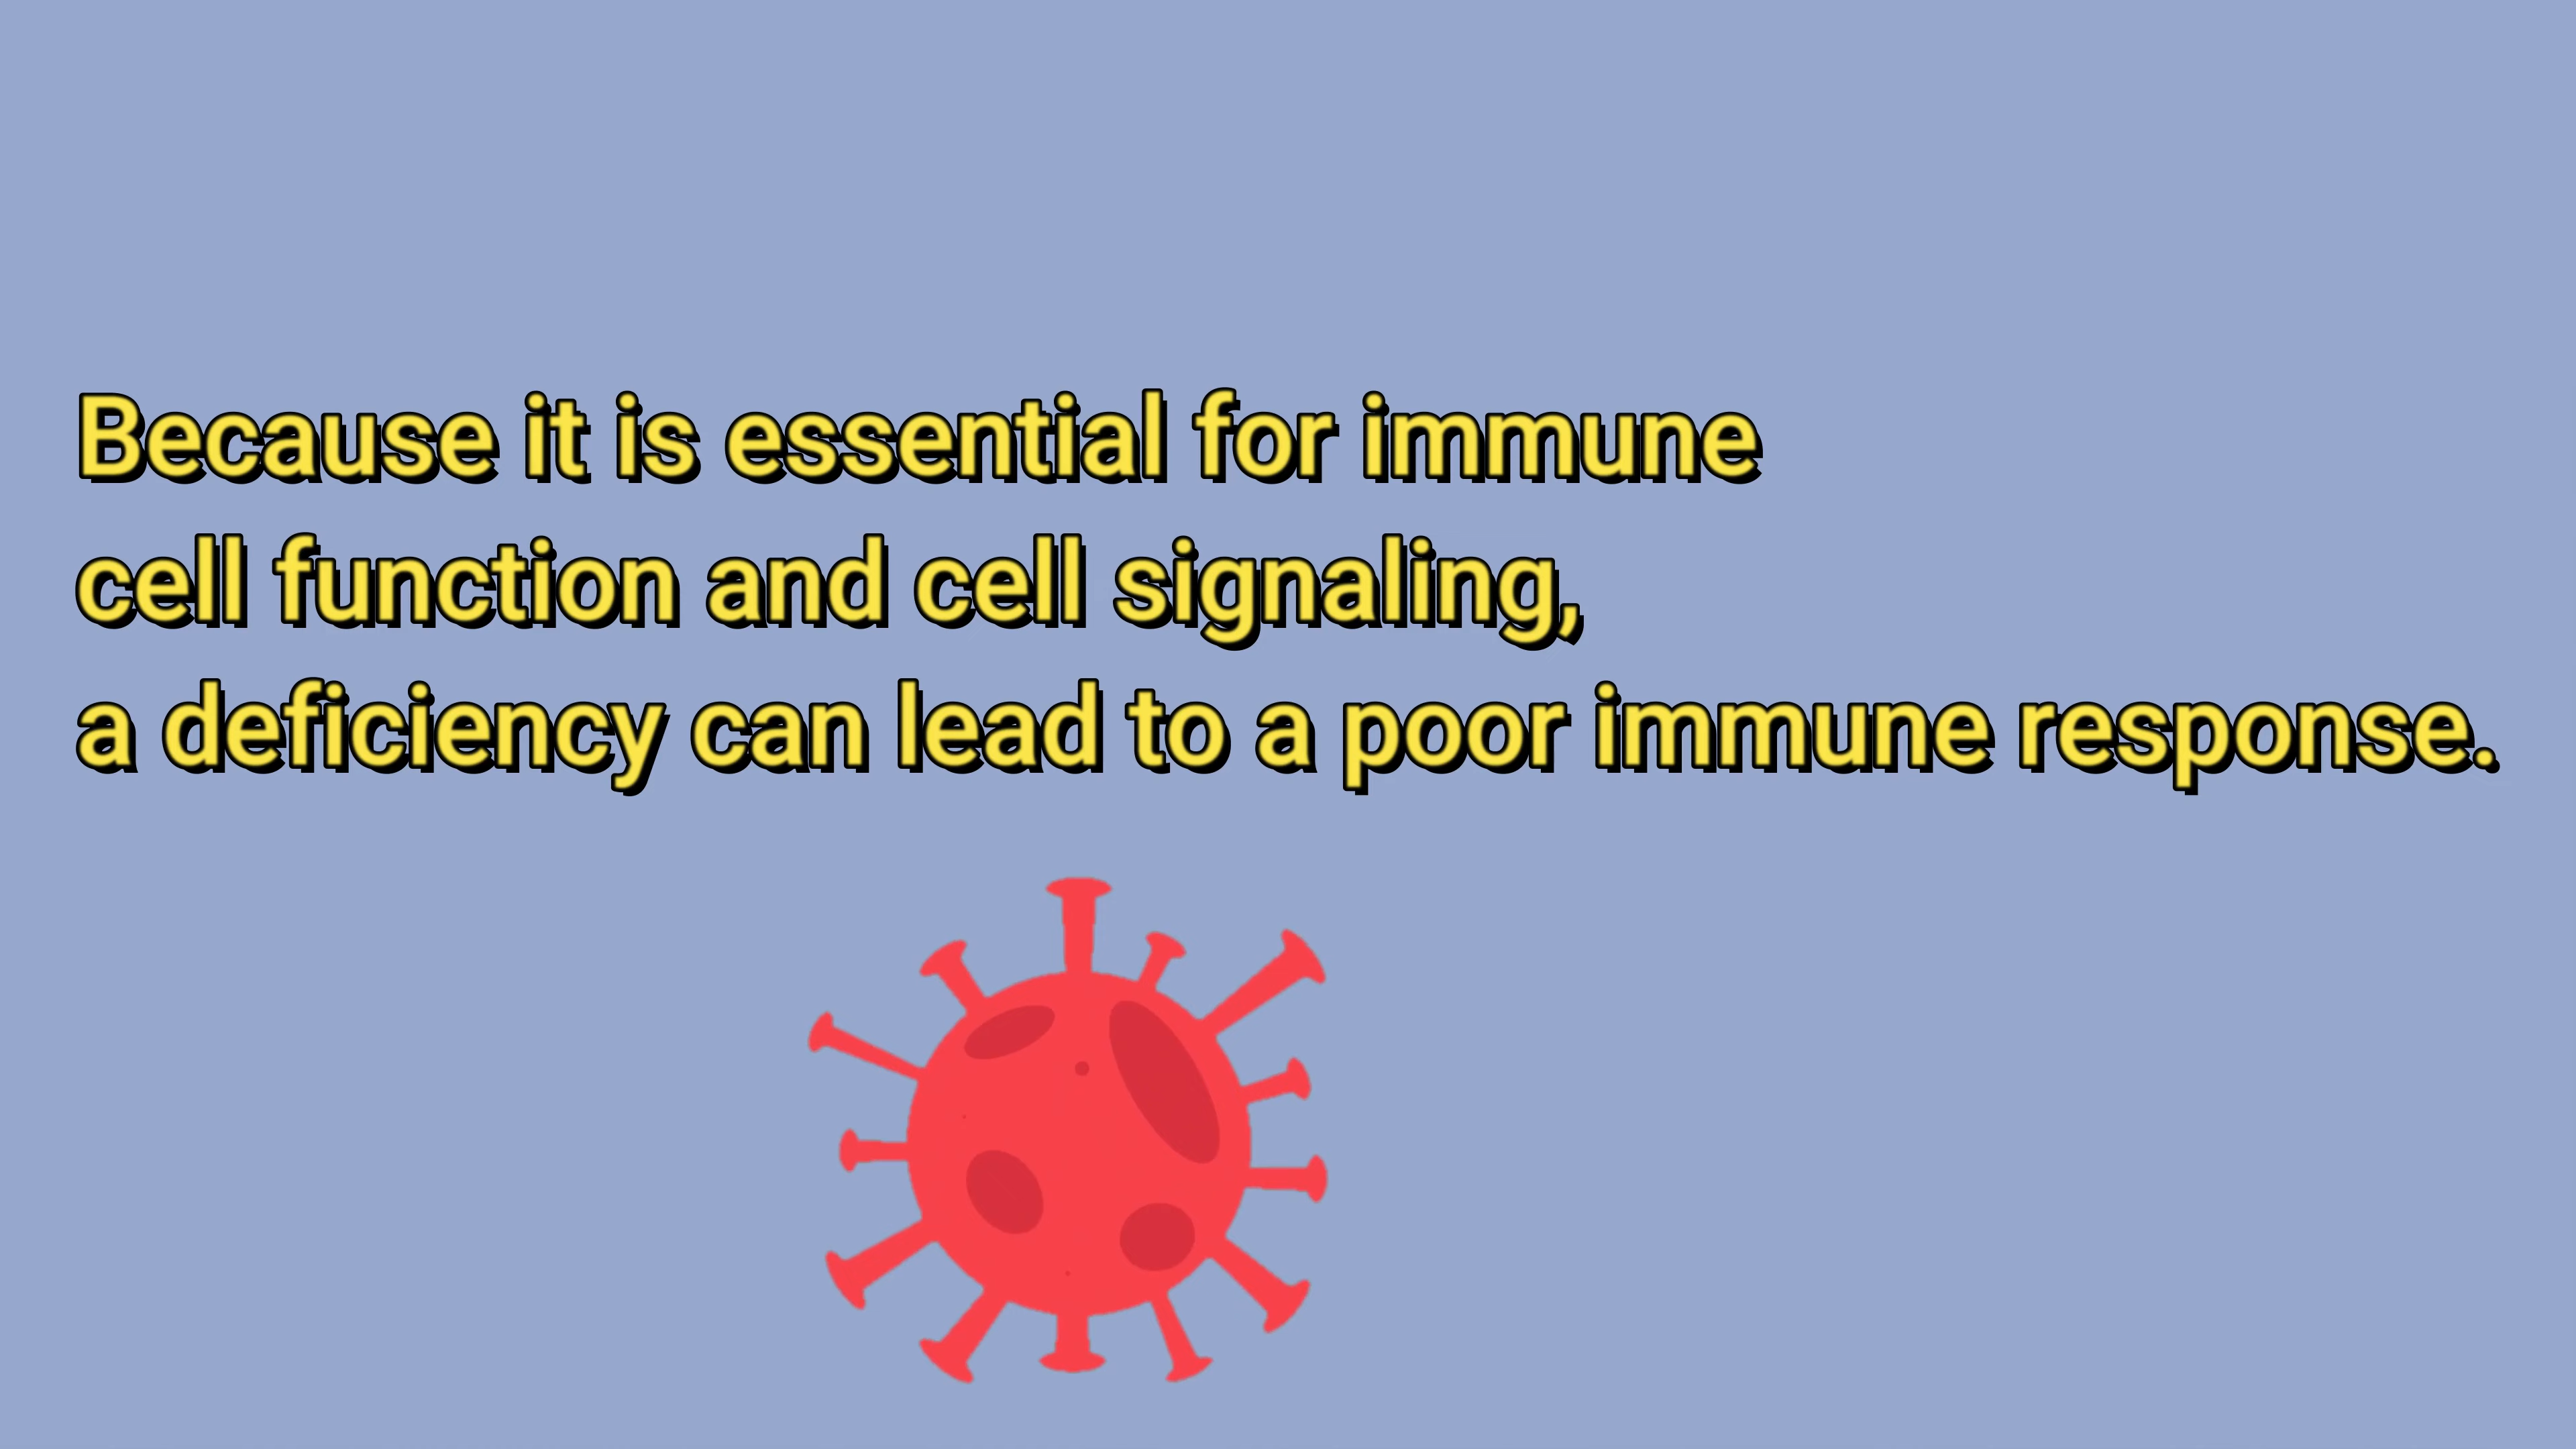 Because it is essential for immune
cell function and cell signaling,
a deficiency can lead to a poor immune response.